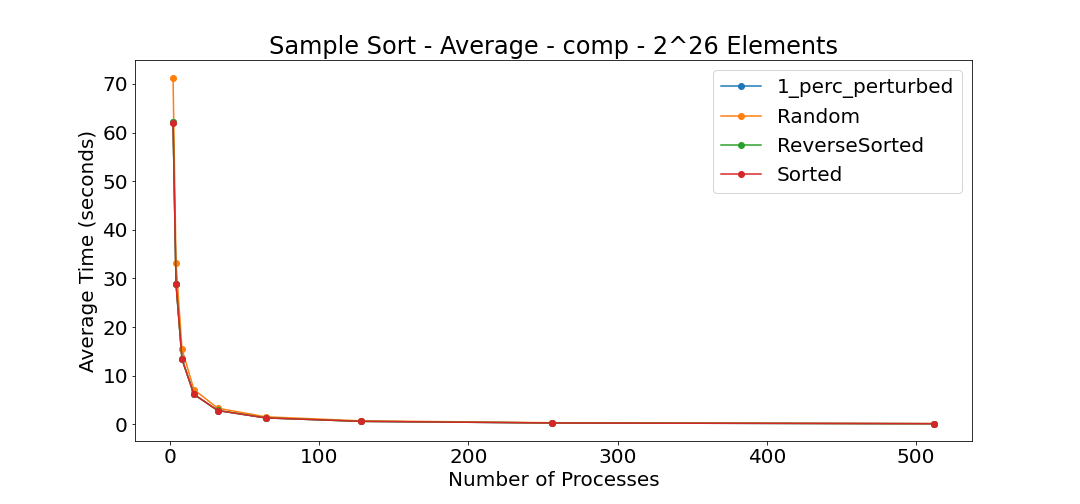 Sample Sort - Average - comp - 2^26 Elements
1_perc_perturbed
Random
ReverseSorted
Sorted
Average Time (seconds)
70
60
50
40
30
20
10
0
0 100 200 300 400 500
Number of Processes